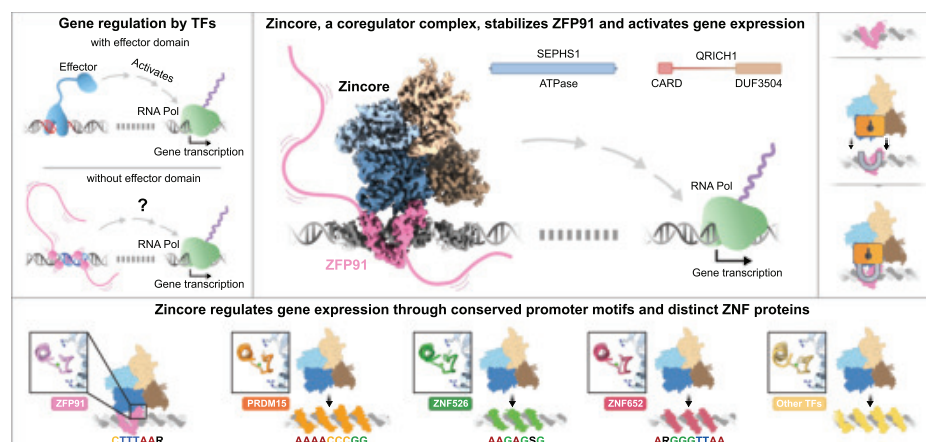 Gene regulation by TFs
with effector domain
Effector
Activates
RNA Pol
Gene transcription
without effector domain
?
RNA Pol
Gene transcription
Zincore, a coregulator complex, stabilizes ZFP91 and activates gene expression
Zincore
SEPHS1
ATPase
QRICH1
CARD
DUF3504
RNA Pol
ZFP91
Gene transcription
Zincore regulates gene expression through conserved promoter motifs and distinct ZNF proteins
ZFP91
PRDM15
ZNF526
ZNF652
Other TFs
CTTTAAR
AAAACCCGG
AAGAGSG
ARGGGTTAA